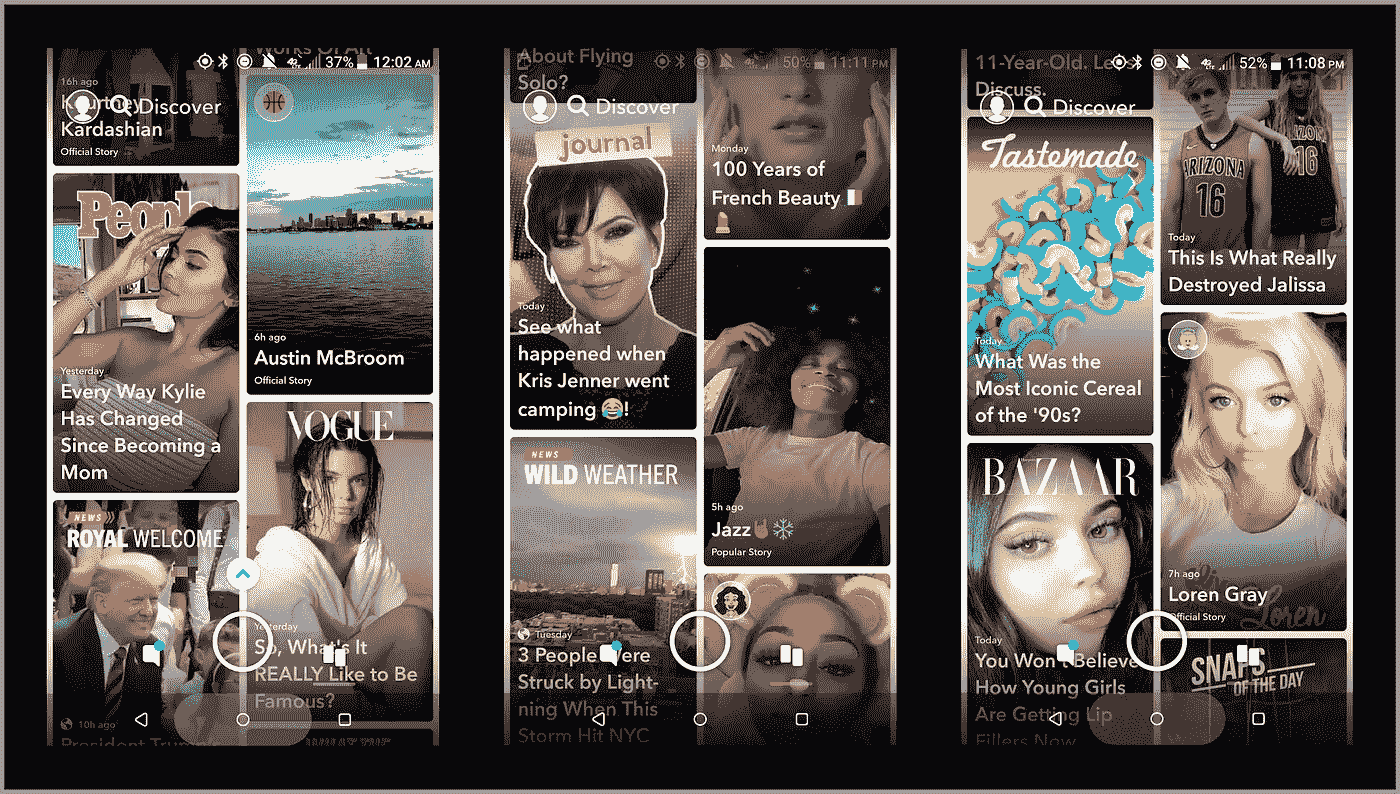 Works Of Art
37% 12:02 AM
16h ago
Kourtney
Discover
Kardashian
Official Story
People
Yesterday
Every Way Kylie
Has Changed
Since Becoming a
Mom
NEWS
ROYAL WELCOME
10h ago
President Trump
6h ago
Austin McBroom
Official Story
VOGUE
Yesterday
So, What's It
REALLY Like to Be
Famous?
About Flying
Solo?
50% 11:11 PM
Discover
journal
Today
See what
happened when
Kris Jenner went
camping 😂!
NEWS
WILD WEATHER
Tuesday
3 People Were
Struck by Light-
ning When This
Storm Hit NYC
Monday
100 Years of
French Beauty
5h ago
Jazz🤘🏾❄️
Popular Story
11-Year-Old. Let's
Discuss.
52% 11:08 PM
Discover
Tastemade
Today
What Was the
Most Iconic Cereal
of the '90s?
BAZAAR
Today
You Won't Believe
How Young Girls
Are Getting Lip
Fillers Now
ARIZONA
16
ARIZONA
16
Today
This Is What Really
Destroyed Jalissa
7h ago
Loren Gray
Official Story
Loren
SNAPS
OF THE DAY